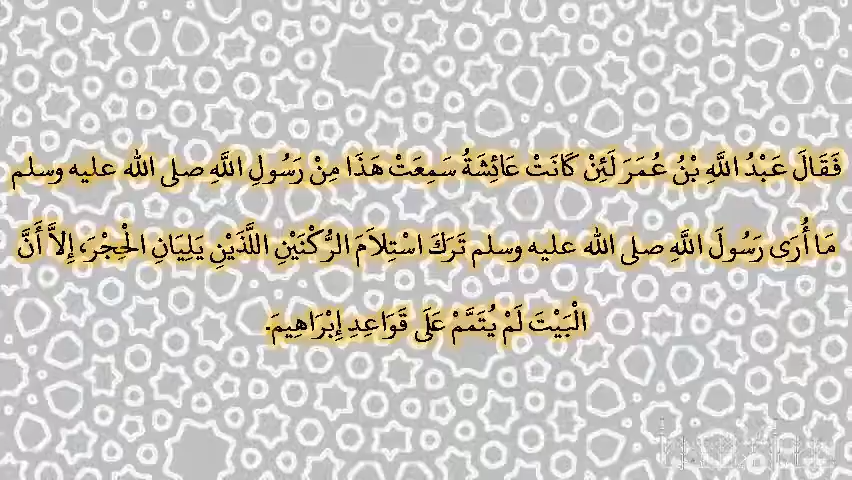 فَقَالَ عَبْدُ اللَّهِ بْنُ عُمَرَ لَئِنْ كَانَتْ عَائِشَةُ سَمِعَتْ هَذَا مِنْ رَسُولِ اللَّهِ صلى الله عليه وسلم
مَا أُرَى رَسُولَ اللَّهِ صلى الله عليه وسلم تَرَكَ اسْتِلاَمَ الرُّكْنَيْنِ اللَّذَيْنِ يَلِيَانِ الْحِجْرَ، إِلاَّ أَنَّ
الْبَيْتَ لَمْ يُتَمَّمْ عَلَى قَوَاعِدِ إِبْرَاهِيمَ.